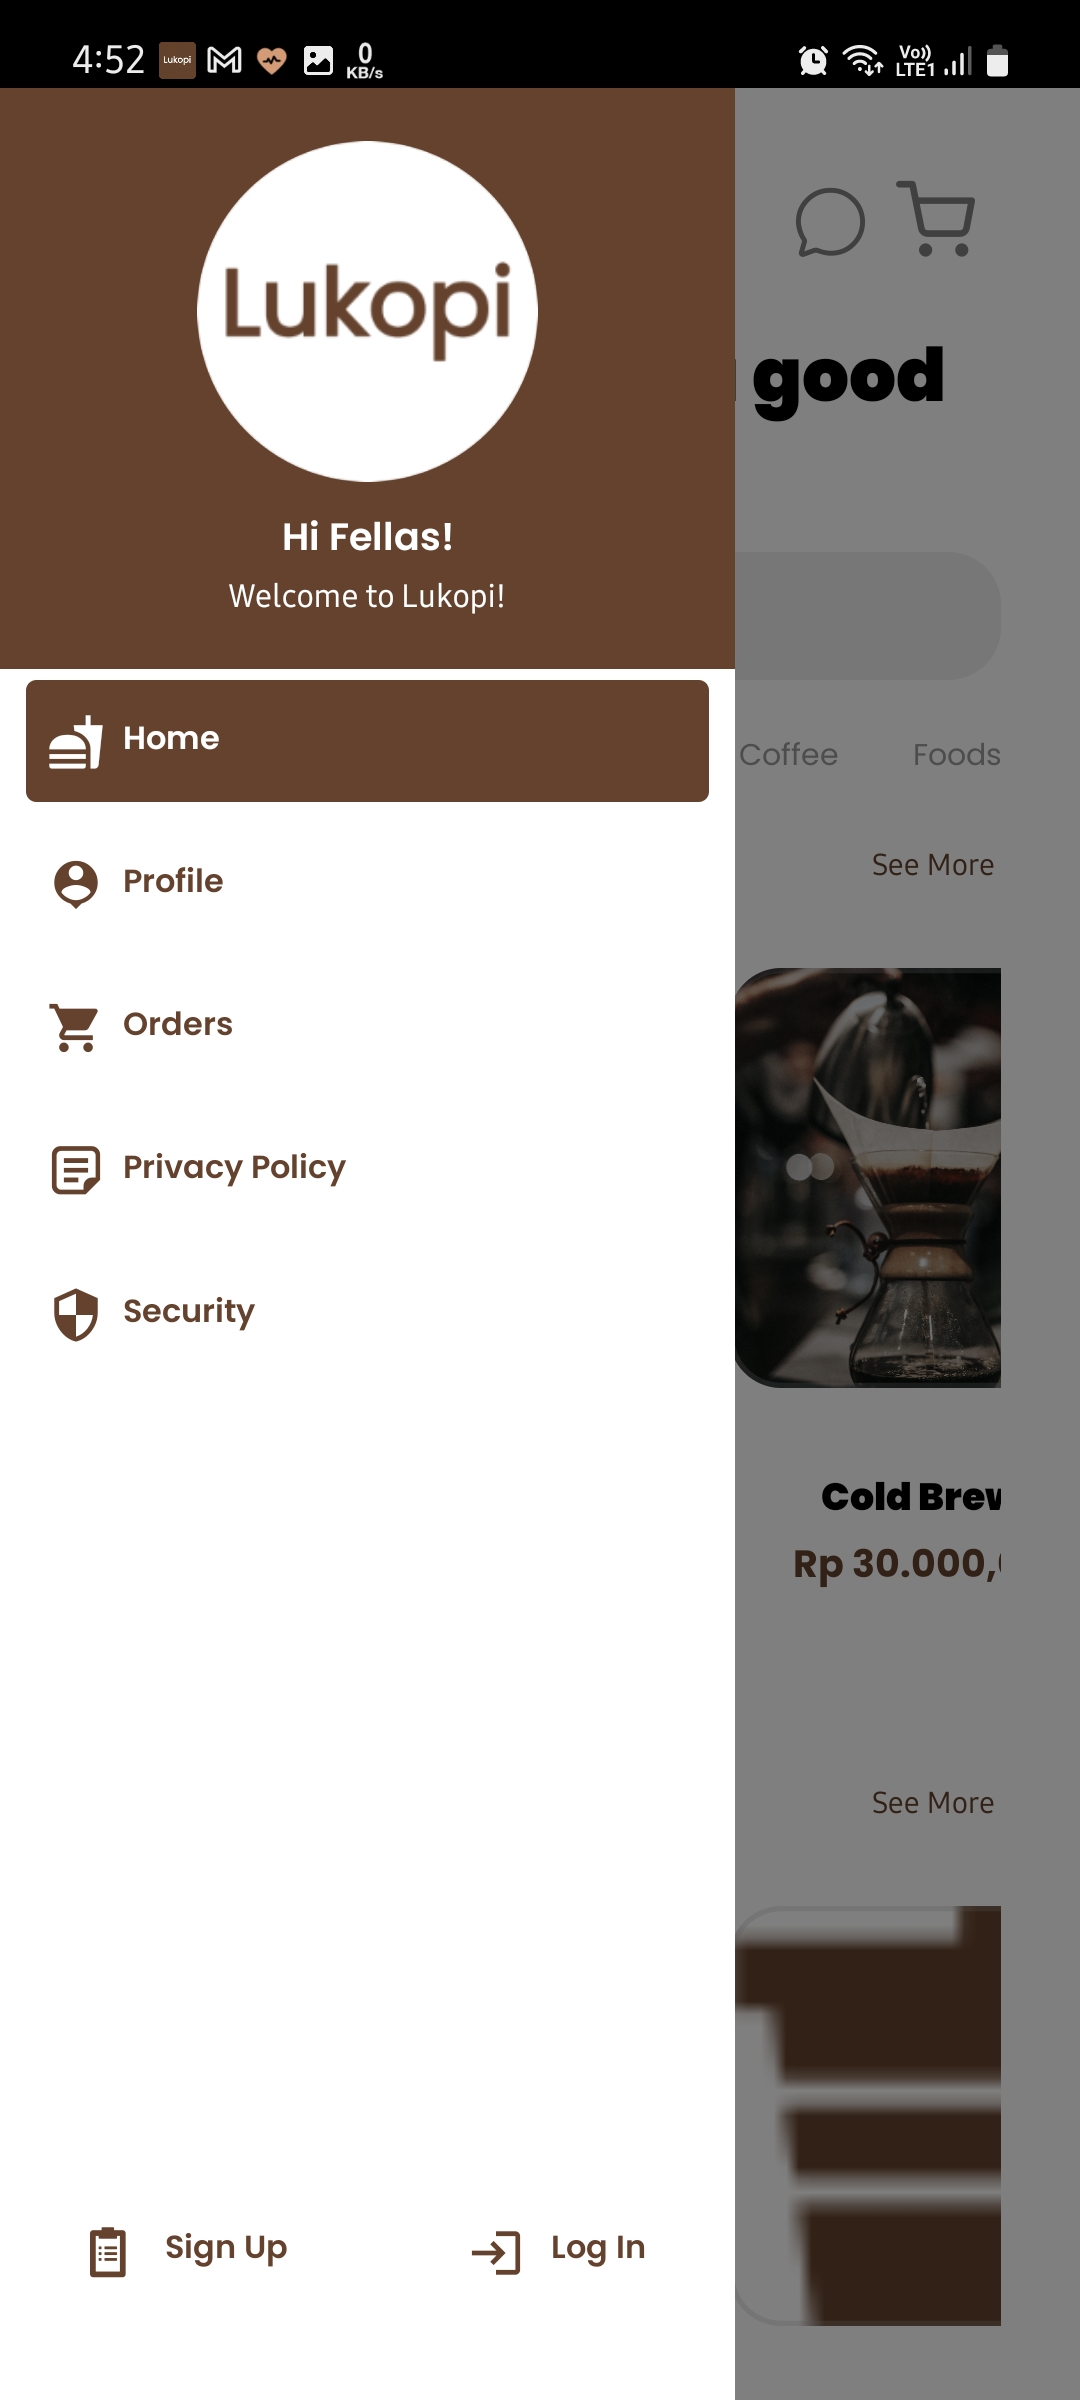 4:52 Lukopi 0 KB/s Vo)) LTE1
Lukopi
good
Hi Fellas!
Welcome to Lukopi!
Home
Coffee Foods
See More
Profile
Orders
Privacy Policy
Security
Cold Brew
Rp 30.000,
See More
Sign Up Log In